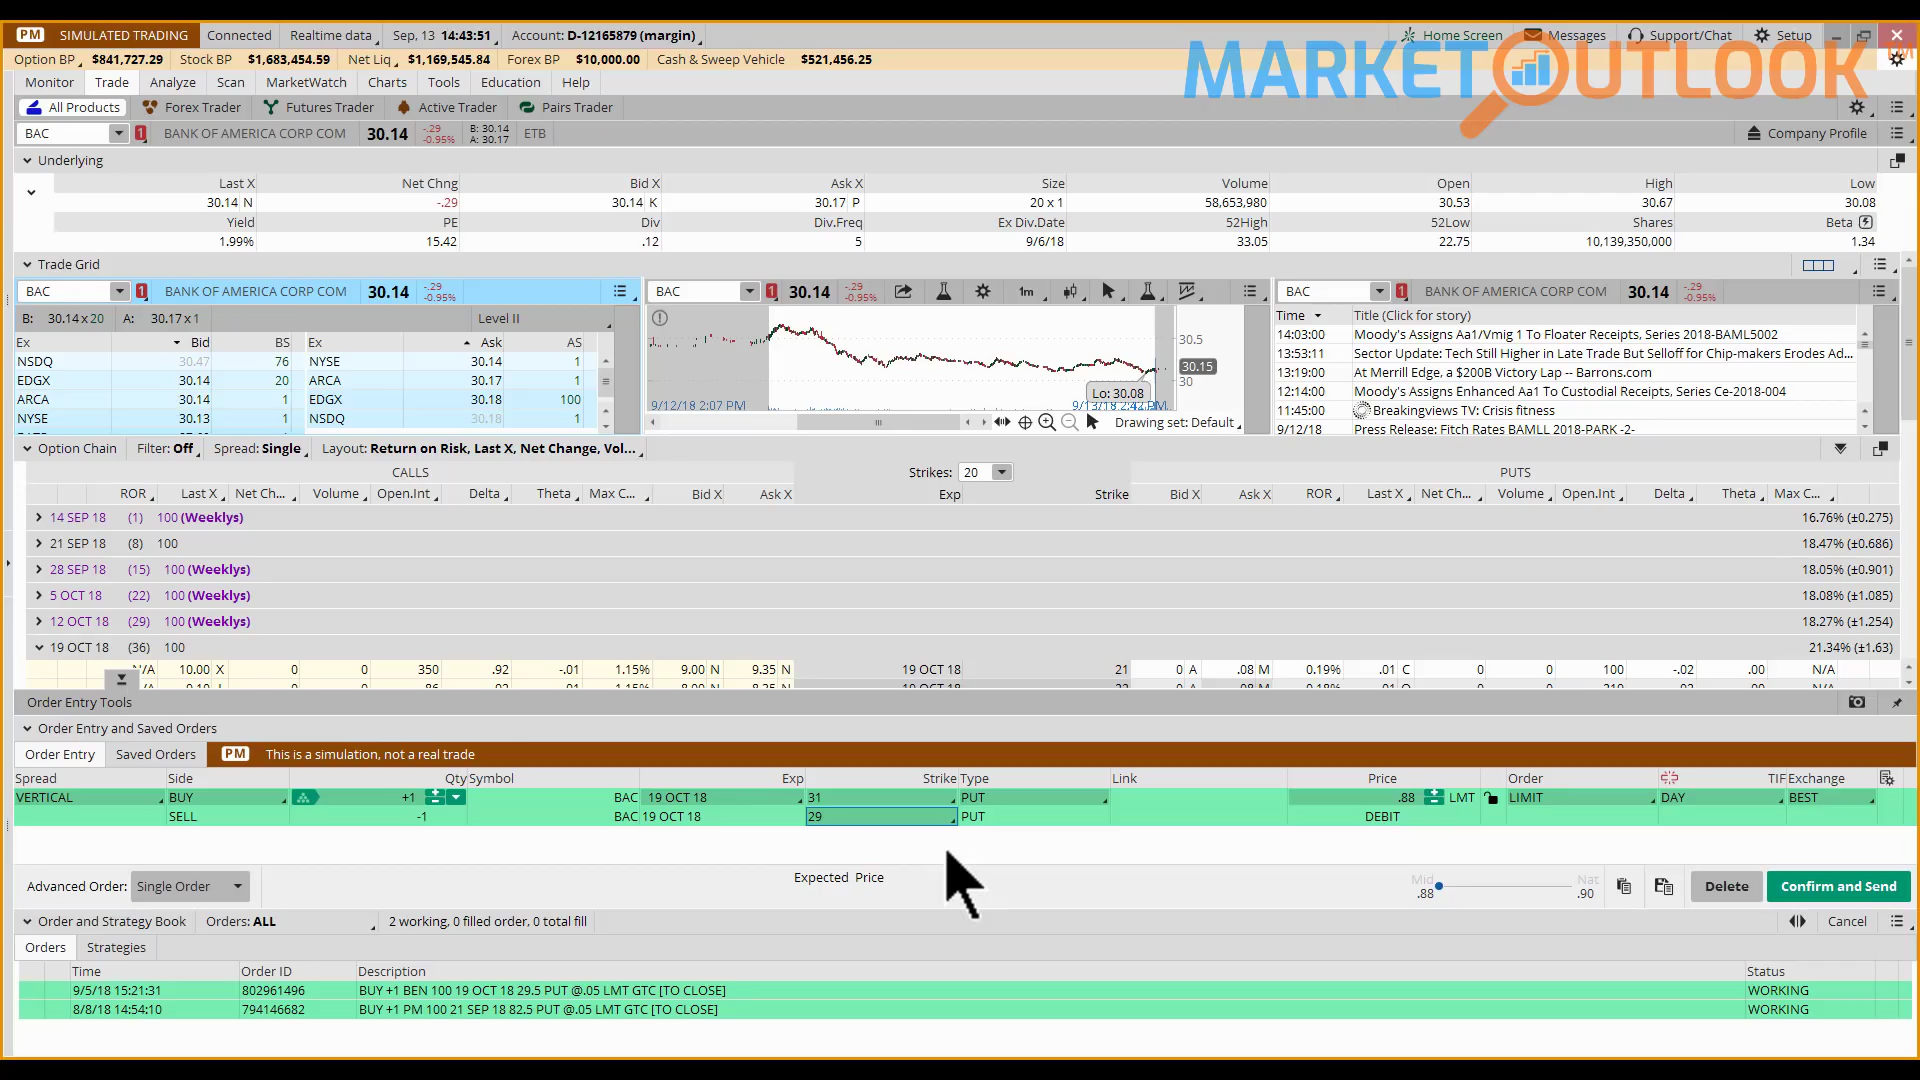 PM SIMULATED TRADING Connected Realtime data Sep, 13 14:43:51 Account: D-12165879 (margin) Home Screen Messages Support/Chat Setup
Option BP $841,727.29 Stock BP $1,683,454.59 Net Liq $1,169,545.84 Forex BP $10,000.00 Cash & Sweep Vehicle $521,456.25
MARKETOUTLOOK
Monitor Trade Analyze Scan MarketWatch Charts Tools Education Help
All Products Forex Trader Futures Trader Active Trader Pairs Trader
BAC 1 BANK OF AMERICA CORP COM 30.14 -.29 -0.95% B: 30.14 A: 30.17 ETB Company Profile
Underlying
Last X Net Chng Bid X Ask X Size Volume Open High Low
30.14 N -.29 30.14 K 30.17 P 20 x 1 58,653,980 30.53 30.67 30.08
Yield PE Div Div.Freq Ex Div.Date 52High 52Low Shares Beta
1.99% 15.42 .12 5 9/6/18 33.05 22.75 10,139,350,000 1.34
Trade Grid
BAC 1 BANK OF AMERICA CORP COM 30.14 -.29 -0.95%
B: 30.14 x 20 A: 30.17 x 1 Level II
Ex Bid BS Ex Ask AS
NSDQ 30.47 76 NYSE 30.14 1
EDGX 30.14 20 ARCA 30.17 1
ARCA 30.14 1 EDGX 30.18 100
NYSE 30.13 1 NSDQ 30.18 1
BAC 1 30.14 -.29 -0.95% 1m
30.5
30.15
30
Lo: 30.08
9/12/18 2:07 PM 9/13/18 2:42 PM
Drawing set: Default
BAC 1 BANK OF AMERICA CORP COM 30.14 -.29 -0.95%
Time Title (Click for story)
14:03:00 Moody's Assigns Aa1/Vmig 1 To Floater Receipts, Series 2018-BAML5002
13:53:11 Sector Update: Tech Still Higher in Late Trade But Selloff for Chip-makers Erodes Ad...
13:19:00 At Merrill Edge, a $200B Victory Lap -- Barrons.com
12:14:00 Moody's Assigns Enhanced Aa1 To Custodial Receipts, Series Ce-2018-004
11:45:00 Breakingviews TV: Crisis fitness
9/12/18 Press Release: Fitch Rates BAMLL 2018-PARK -2-
Option Chain Filter: Off Spread: Single Layout: Return on Risk, Last X, Net Change, Vol...
CALLS Strikes: 20 PUTS
ROR Last X Net Ch... Volume Open.Int Delta Theta Max C... Bid X Ask X Exp Strike Bid X Ask X ROR Last X Net Ch... Volume Open.Int Delta Theta Max C...
14 SEP 18 (1) 100 (Weeklys) 16.76% (±0.275)
21 SEP 18 (8) 100 18.47% (±0.686)
28 SEP 18 (15) 100 (Weeklys) 18.05% (±0.901)
5 OCT 18 (22) 100 (Weeklys) 18.08% (±1.085)
12 OCT 18 (29) 100 (Weeklys) 18.27% (±1.254)
19 OCT 18 (36) 100 21.34% (±1.63)
N/A 10.00 X 0 0 350 .92 -.01 1.15% 9.00 N 9.35 N 19 OCT 18 21 0 A .08 M 0.19% .01 C 0 0 100 -.02 .00 N/A
Order Entry Tools
Order Entry and Saved Orders
Order Entry Saved Orders PM This is a simulation, not a real trade
Spread Side Qty Symbol Exp Strike Type Link Price Order TIF Exchange
VERTICAL BUY +1 BAC 19 OCT 18 31 PUT .88 LMT LIMIT DAY BEST
SELL -1 BAC 19 OCT 18 29 PUT DEBIT
Advanced Order: Single Order Expected Price Mid .88 Nat .90 Delete Confirm and Send
Order and Strategy Book Orders: ALL 2 working, 0 filled order, 0 total fill Cancel
Orders Strategies
Time Order ID Description Status
9/5/18 15:21:31 802961496 BUY +1 BEN 100 19 OCT 18 29.5 PUT @.05 LMT GTC [TO CLOSE] WORKING
8/8/18 14:54:10 794146682 BUY +1 PM 100 21 SEP 18 82.5 PUT @.05 LMT GTC [TO CLOSE] WORKING